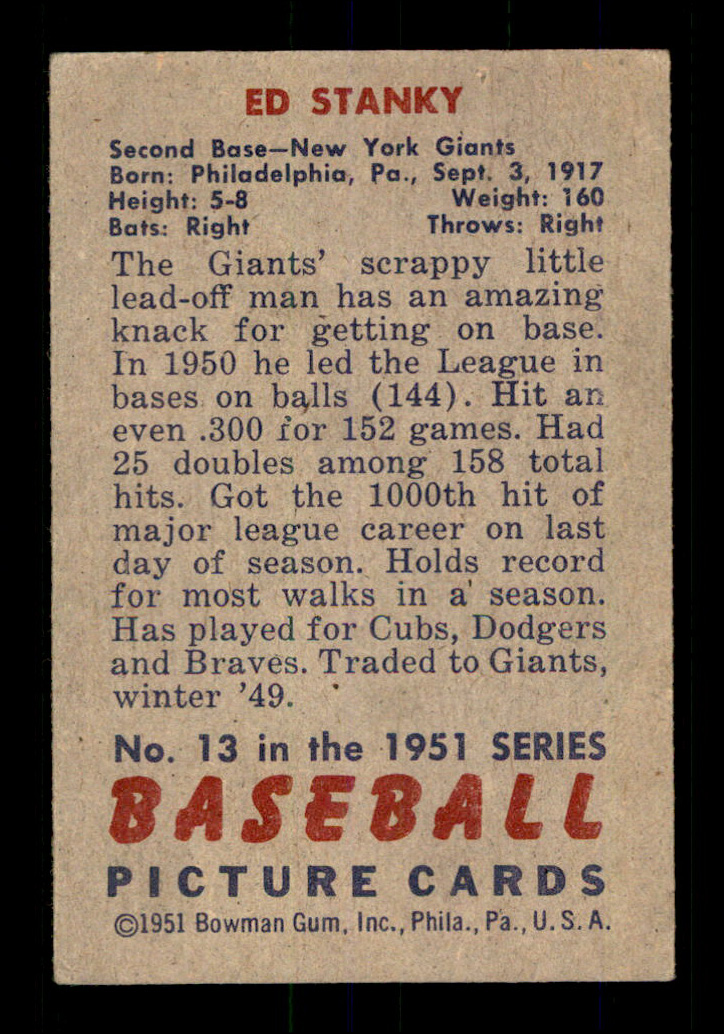 ED STANKY
Second Base—New York Giants
Born: Philadelphia, Pa., Sept. 3, 1917
Height: 5-8 Weight: 160
Bats: Right Throws: Right
The Giants' scrappy little
lead-off man has an amazing
knack for getting on base.
In 1950 he led the League in
bases on balls (144). Hit an
even .300 for 152 games. Had
25 doubles among 158 total
hits. Got the 1000th hit of
major league career on last
day of season. Holds record
for most walks in a season.
Has played for Cubs, Dodgers
and Braves. Traded to Giants,
winter '49.
No. 13 in the 1951 SERIES
BASEBALL
PICTURE CARDS
©1951 Bowman Gum, Inc., Phila., Pa., U. S. A.